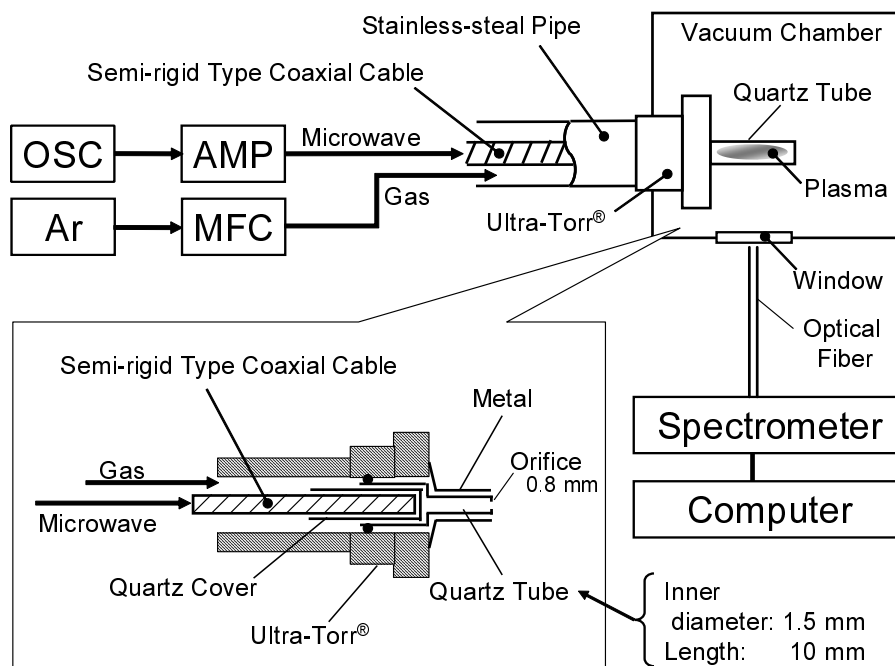 Stainless-steal Pipe
Vacuum Chamber
Semi-rigid Type Coaxial Cable
Quartz Tube
Microwave
OSC
AMP
Plasma
Gas
Ultra-Torr®
Ar
MFC
Window
Optical
Fiber
Semi-rigid Type Coaxial Cable
Metal
Spectrometer
Orifice
0.8 mm
Gas
Microwave
Computer
Quartz Cover
Quartz Tube
Ultra-Torr®
Inner
diameter: 1.5 mm
Length: 10 mm